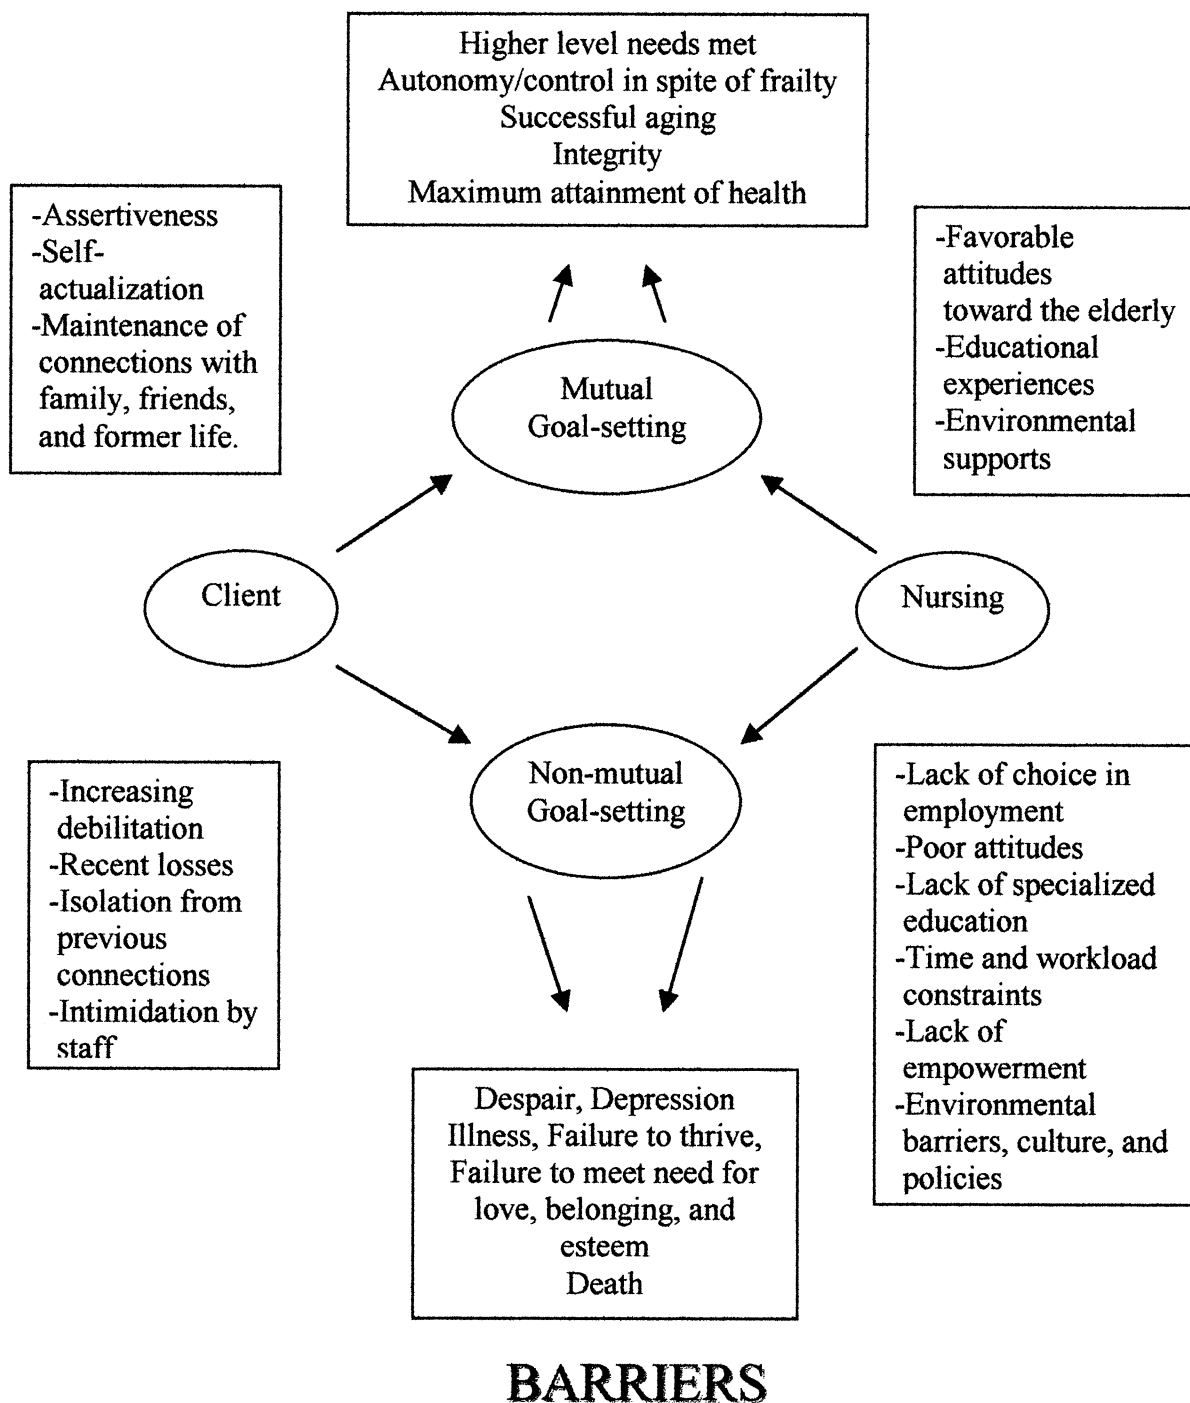 Higher level needs met
Autonomy/control in spite of frailty
Successful aging
Integrity
Maximum attainment of health
-Assertiveness
-Self-
actualization
-Maintenance of
connections with
family, friends,
and former life.
-Favorable
attitudes
toward the elderly
-Educational
experiences
-Environmental
supports
Mutual
Goal-setting
Client
Nursing
Non-mutual
Goal-setting
-Increasing
debilitation
-Recent losses
-Isolation from
previous
connections
-Intimidation by
staff
-Lack of choice in
employment
-Poor attitudes
-Lack of specialized
education
-Time and workload
constraints
-Lack of
empowerment
-Environmental
barriers, culture, and
policies
Despair, Depression
Illness, Failure to thrive,
Failure to meet need for
love, belonging, and
esteem
Death
BARRIERS